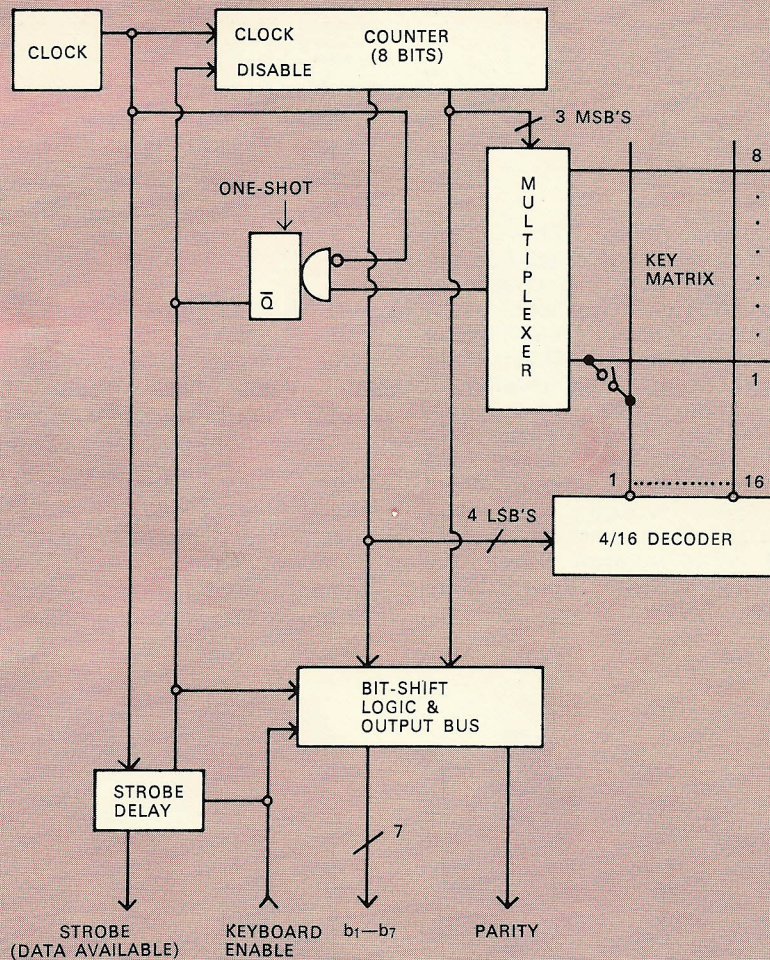 CLOCK
CLOCK
COUNTER
(8 BITS)
DISABLE
3 MSB'S
8
ONE-SHOT
MULTIPLEXER
KEY
MATRIX
Q̅
1
1
16
4 LSB'S
4/16 DECODER
BIT-SHIFT
LOGIC &
OUTPUT BUS
STROBE
DELAY
7
STROBE
(DATA AVAILABLE)
KEYBOARD
ENABLE
b₁—b₇
PARITY